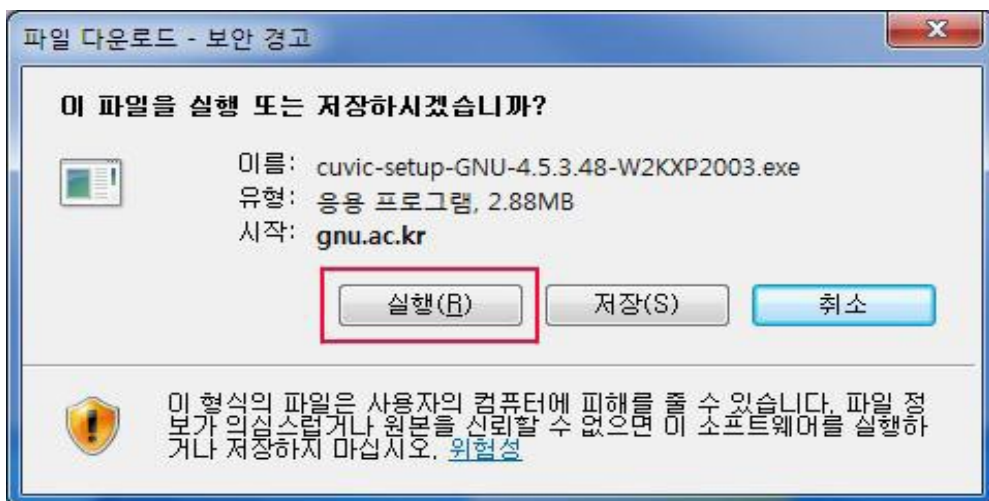 파일 다운로드 - 보안 경고
이 파일을 실행 또는 저장하시겠습니까?
이름: cuvic-setup-GNU-4.5.3.48-W2KXP2003.exe
유형: 응용 프로그램, 2.88MB
시작: gnu.ac.kr
실행(R) 저장(S) 취소
이 형식의 파일은 사용자의 컴퓨터에 피해를 줄 수 있습니다. 파일 정
보가 의심스럽거나 원본을 신뢰할 수 없으면 이 소프트웨어를 실행하
거나 저장하지 마십시오. 위험성